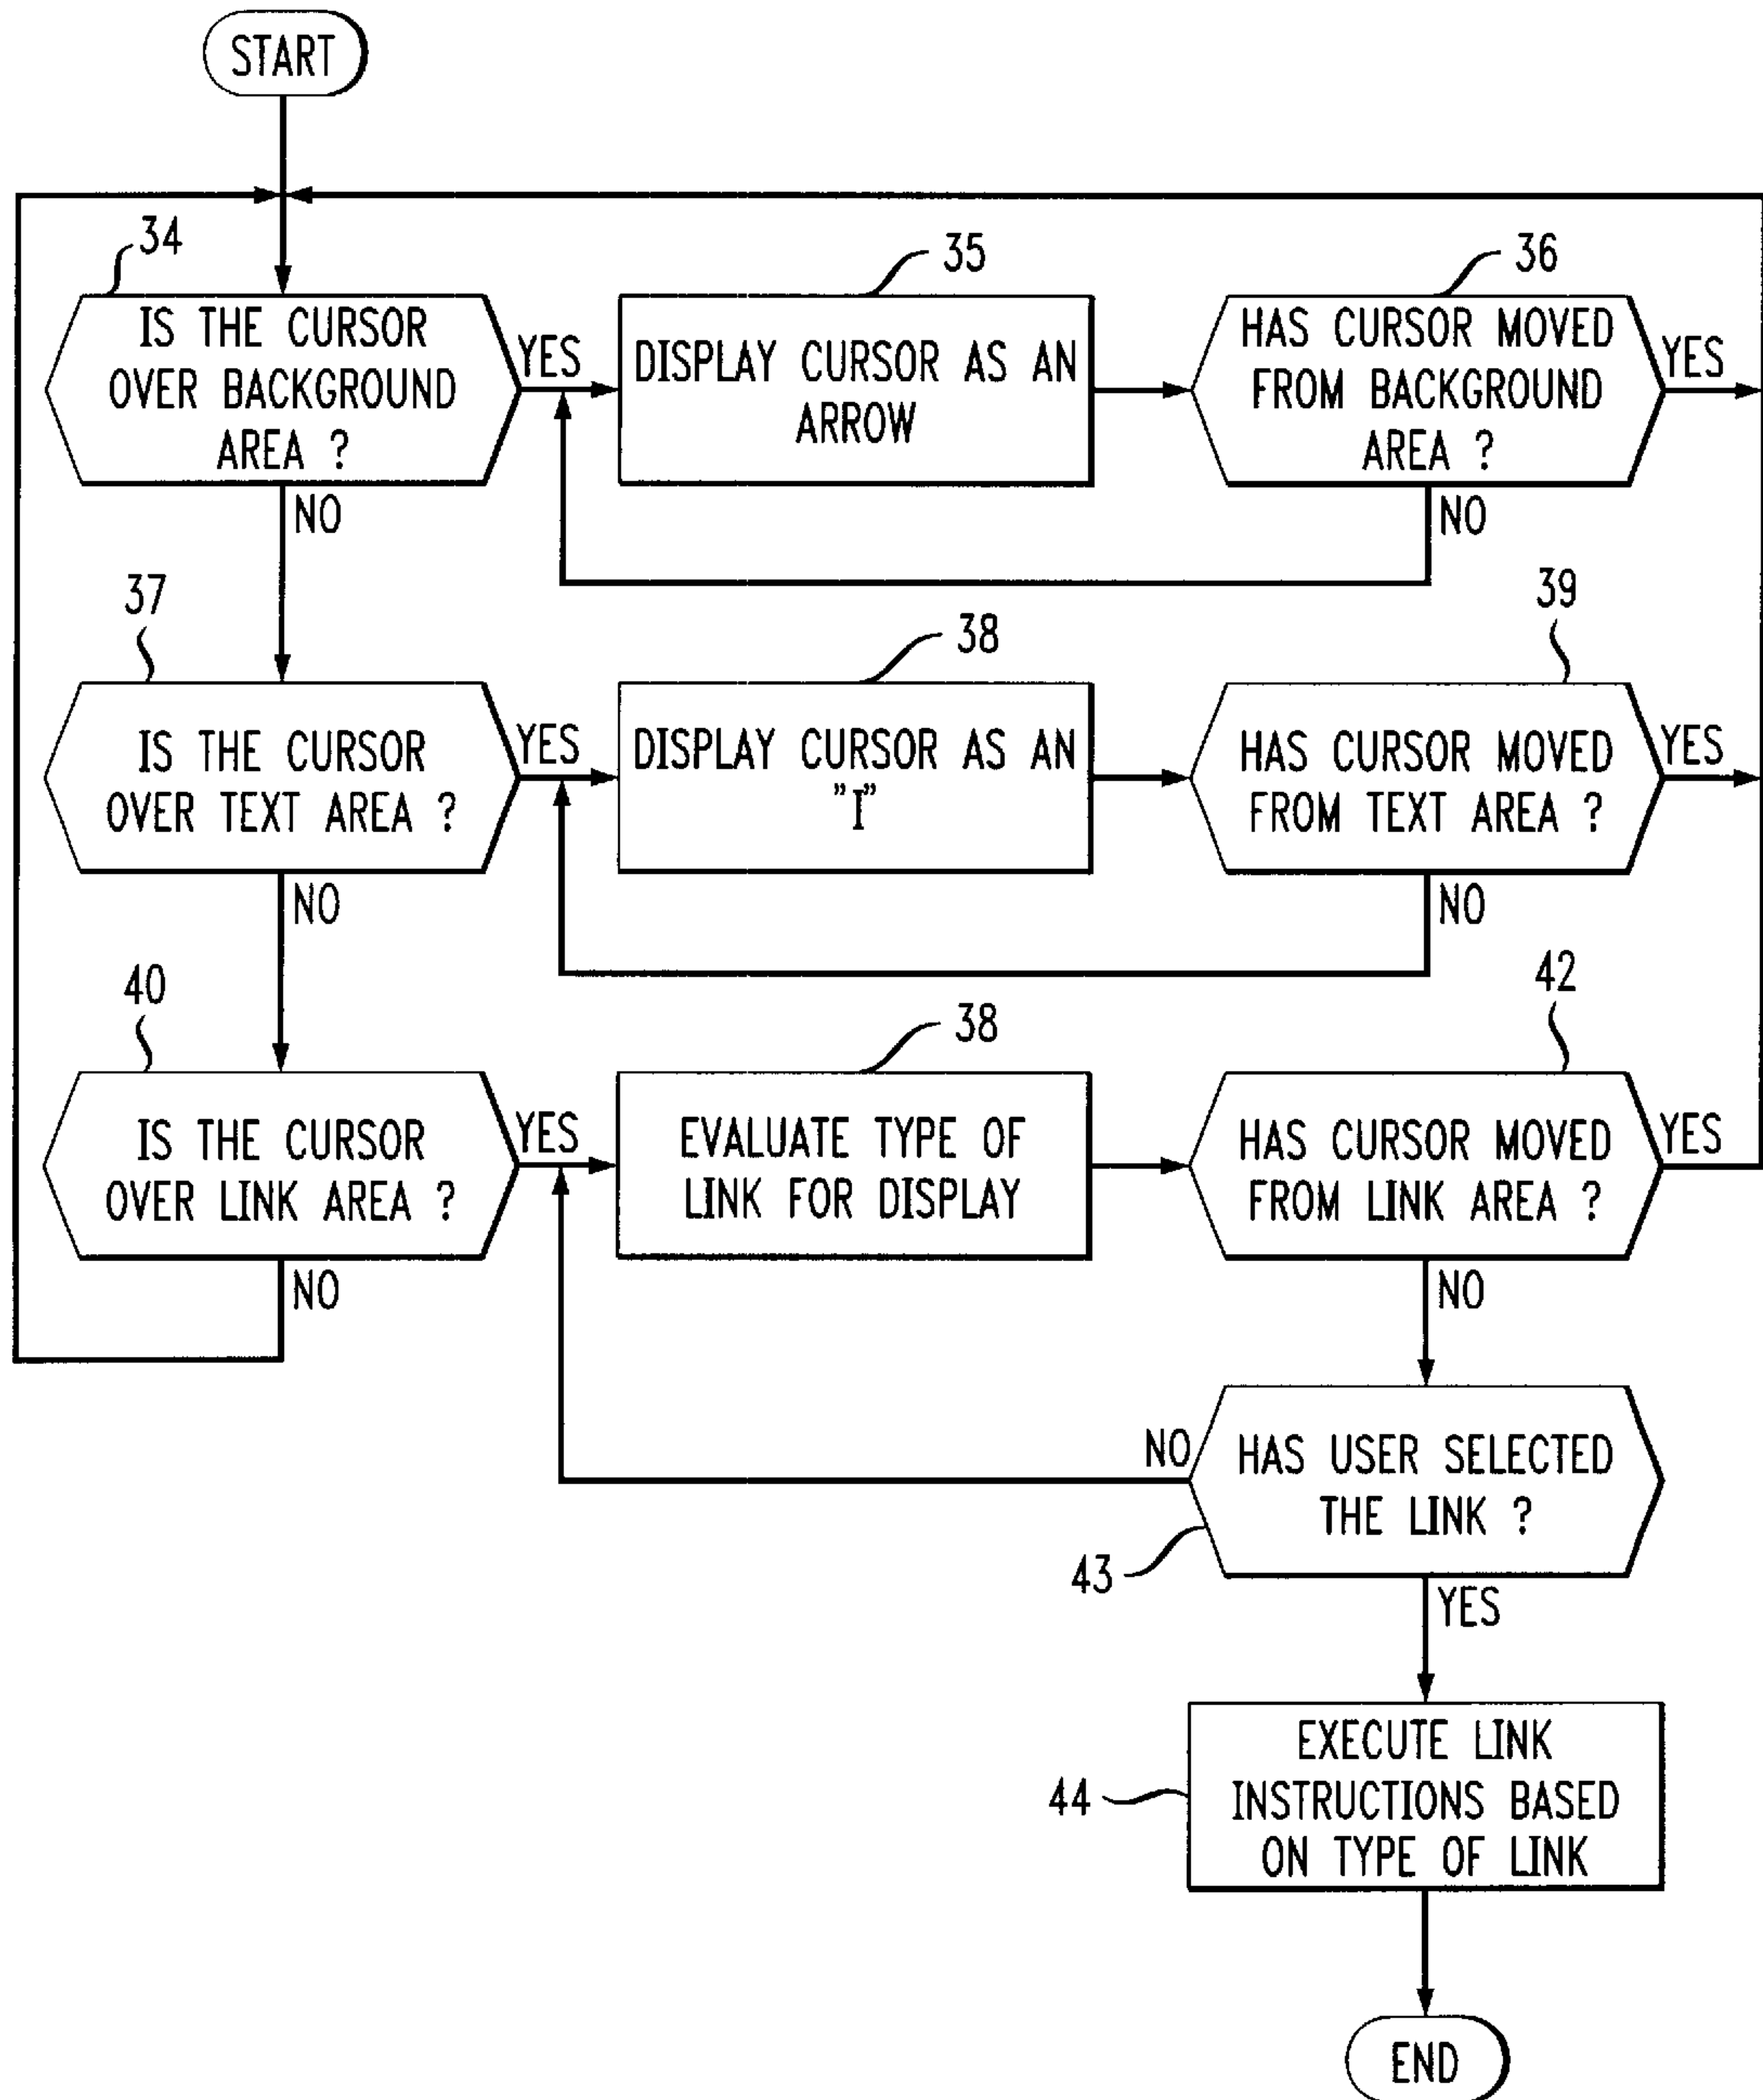 START
34
35
36
IS THE CURSOR
OVER BACKGROUND
AREA ?
YES
DISPLAY CURSOR AS AN
ARROW
HAS CURSOR MOVED
FROM BACKGROUND
AREA ?
YES
NO
NO
37
38
39
IS THE CURSOR
OVER TEXT AREA ?
YES
DISPLAY CURSOR AS AN
"I"
HAS CURSOR MOVED
FROM TEXT AREA ?
YES
NO
NO
40
38
42
IS THE CURSOR
OVER LINK AREA ?
YES
EVALUATE TYPE OF
LINK FOR DISPLAY
HAS CURSOR MOVED
FROM LINK AREA ?
YES
NO
NO
NO
HAS USER SELECTED
THE LINK ?
43
YES
44
EXECUTE LINK
INSTRUCTIONS BASED
ON TYPE OF LINK
END